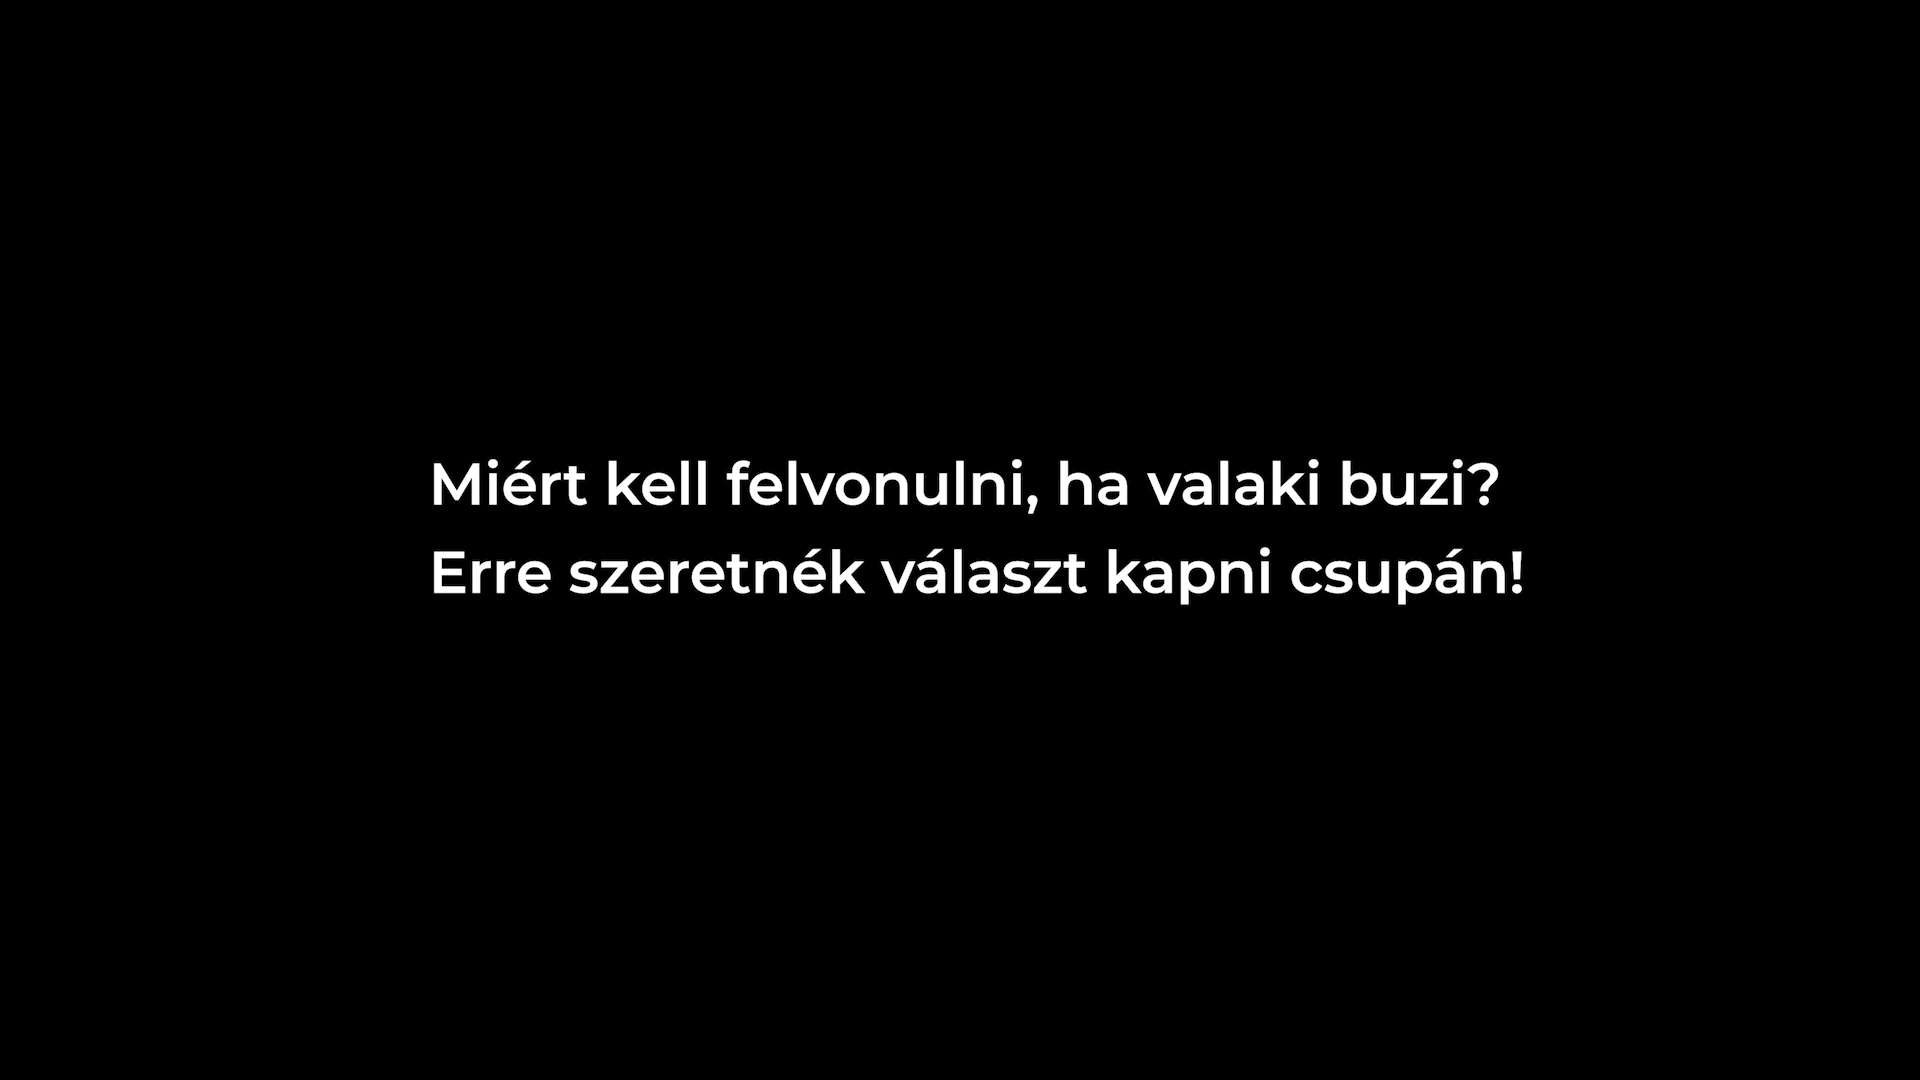 Miért kell felvonulni, ha valaki buzi?
Erre szeretnék választ kapni csupán!